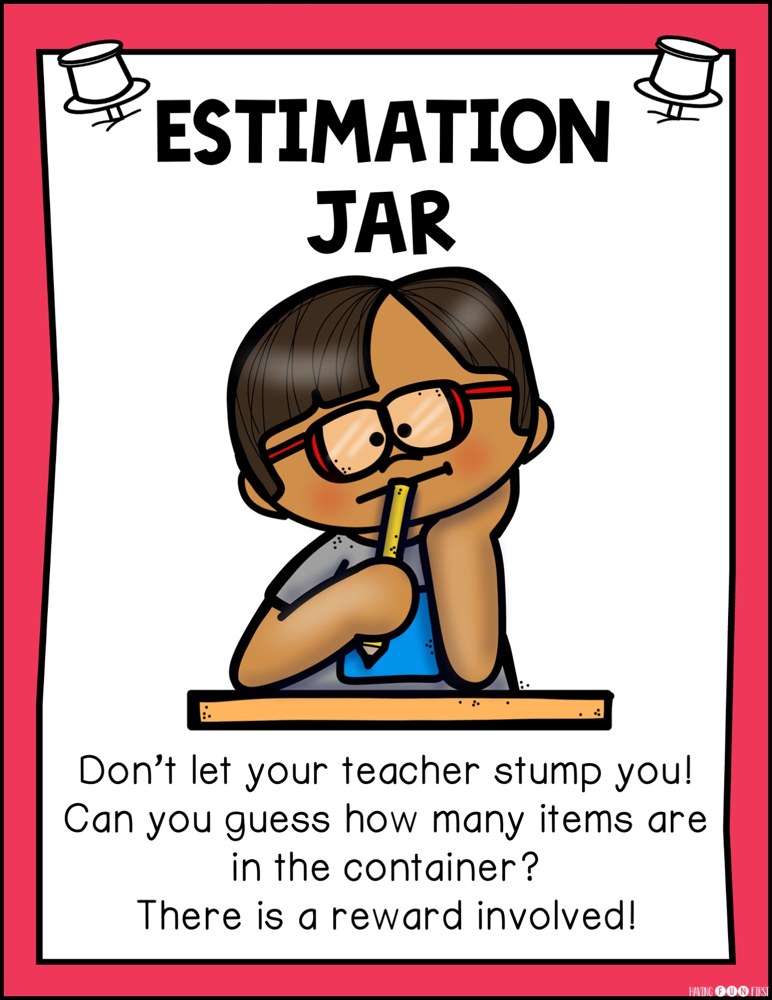 ESTIMATION
JAR
Don't let your teacher stump you!
Can you guess how many items are
in the container?
There is a reward involved!
HAVING FUN FIRST